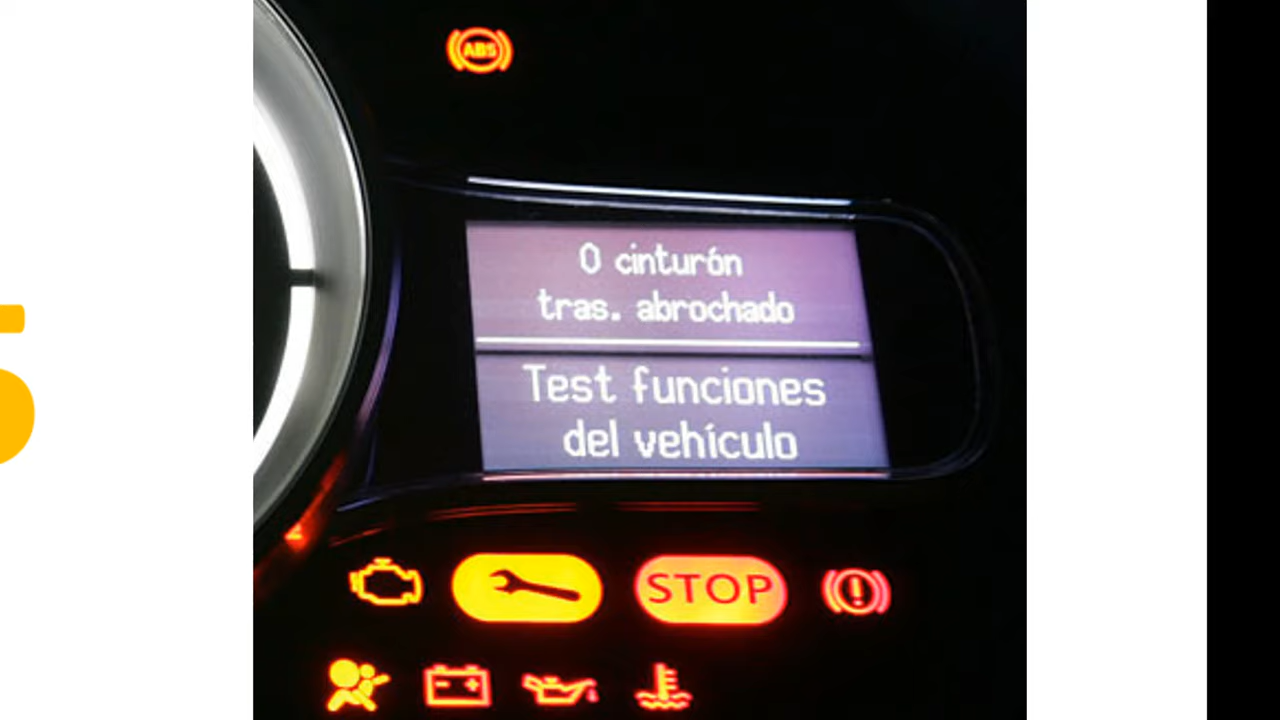 ABS
0 cinturón
tras. abrochado
Test funciones
del vehículo
STOP